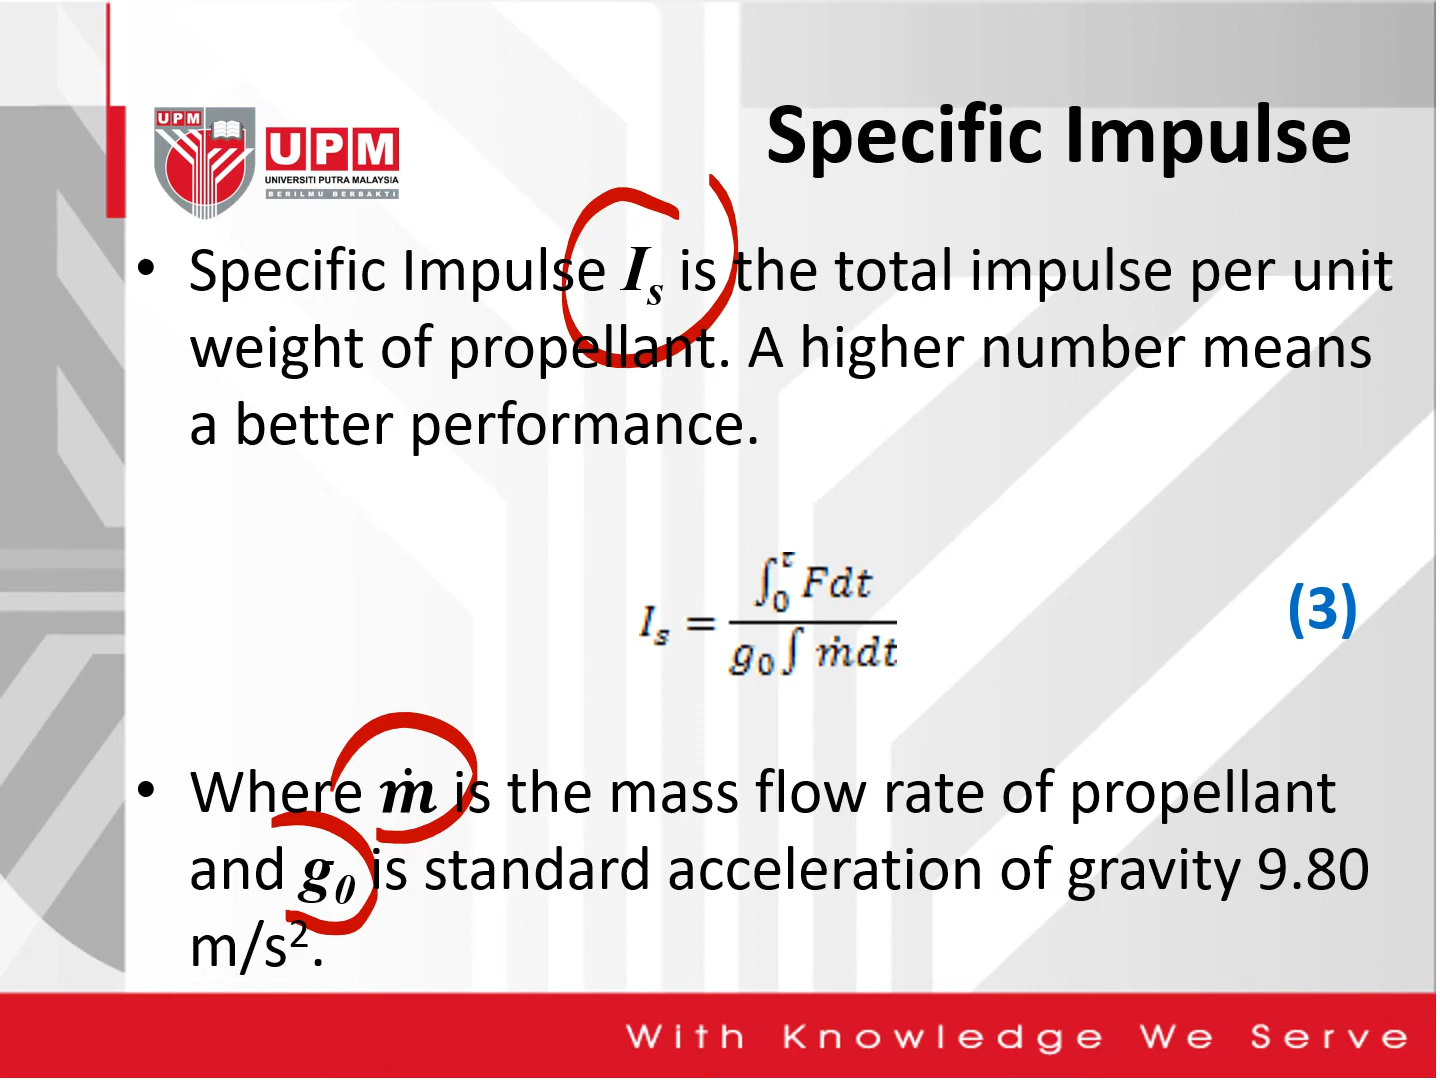 UPM
UPM
UNIVERSITI PUTRA MALAYSIA
BERILMU BERBAKTI
Specific Impulse
• Specific Impulse Iₛ is the total impulse per unit
weight of propellant. A higher number means
a better performance.
Iₛ = ∫₀ᵗ Fdt / g₀ ∫ ṁdt
(3)
• Where ṁ is the mass flow rate of propellant
and g₀ is standard acceleration of gravity 9.80
m/s².
With Knowledge We Serve